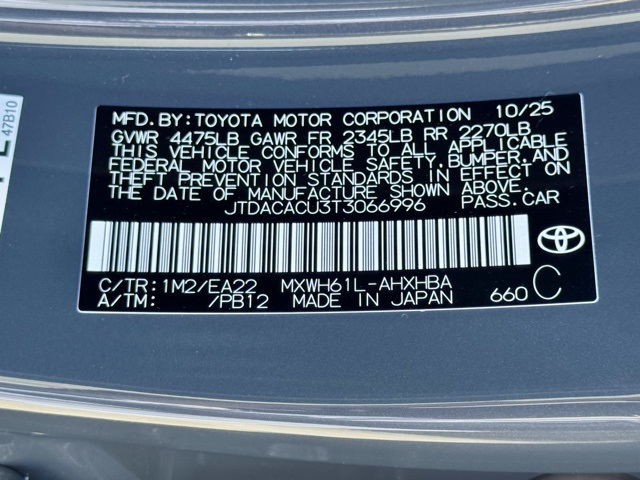 47B10
MFD. BY: TOYOTA MOTOR CORPORATION 10/25
GVWR 4475LB GAWR FR 2345LB RR 2270LB
THIS VEHICLE CONFORMS TO ALL APPLICABLE
FEDERAL MOTOR VEHICLE SAFETY, BUMPER, AND
THEFT PREVENTION STANDARDS IN EFFECT ON
THE DATE OF MANUFACTURE SHOWN ABOVE.
JTDACACU3T3066996 PASS. CAR
C/TR: 1M2/EA22 MXWH61L-AHXHBA
A/TM: /PB12 MADE IN JAPAN 660 C